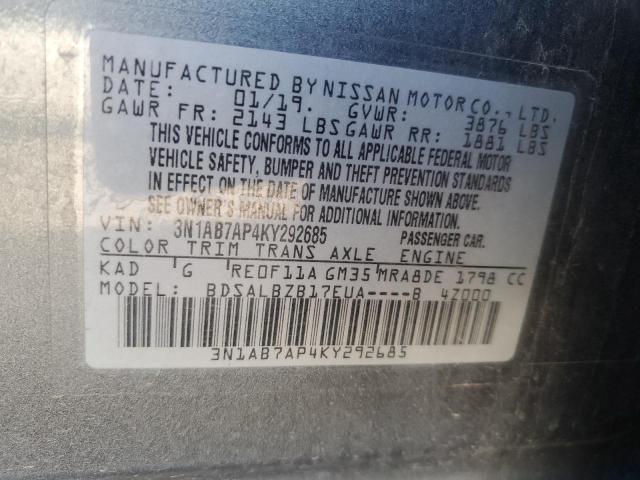 MANUFACTURED BY NISSAN MOTOR CO., LTD.
DATE: 01/19. GVWR: 3876 LBS
GAWR FR: 2143 LBS GAWR RR: 1881 LBS
THIS VEHICLE CONFORMS TO ALL APPLICABLE FEDERAL MOTOR
VEHICLE SAFETY, BUMPER AND THEFT PREVENTION STANDARDS
IN EFFECT ON THE DATE OF MANUFACTURE SHOWN ABOVE.
SEE OWNER'S MANUAL FOR ADDITIONAL INFORMATION.
VIN: 3N1AB7AP4KY292685 PASSENGER CAR.
COLOR TRIM TRANS AXLE ENGINE
KAD G RE0F11A GM35 MRA8DE 1798 CC
MODEL: BDSALBZB17EUA----B 4Z000
3N1AB7AP4KY292685